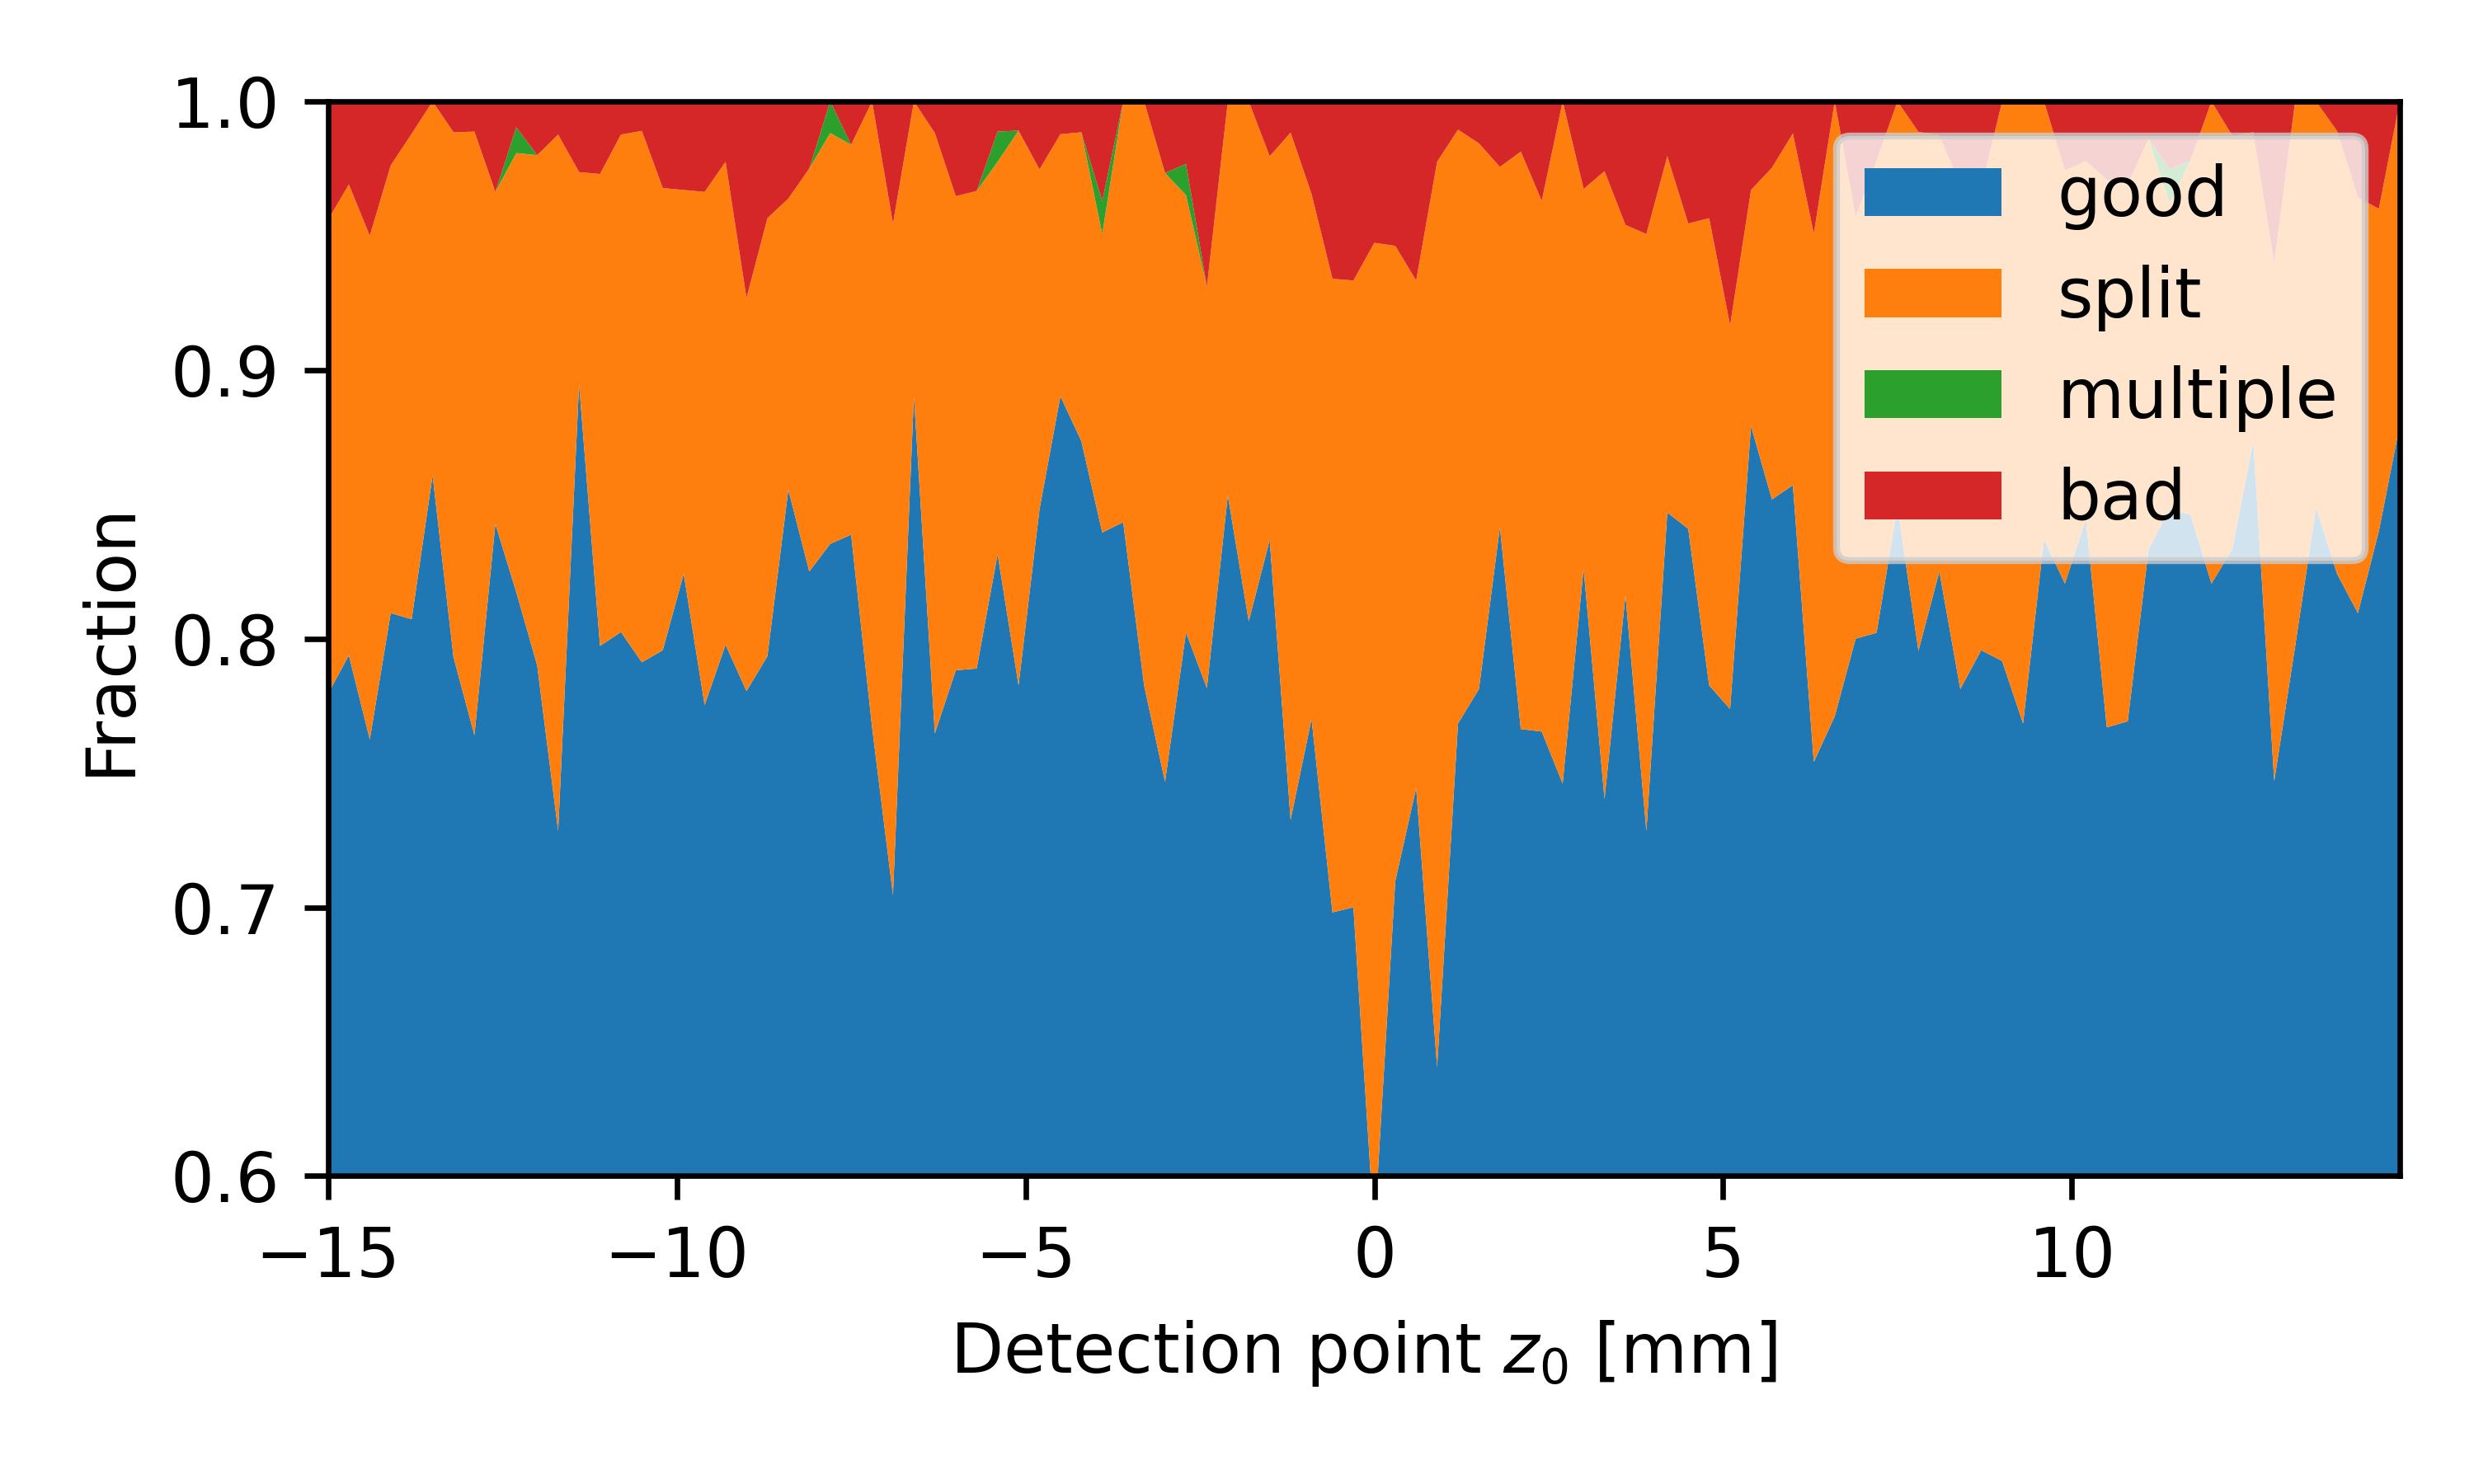 1.0
0.9
0.8
0.7
0.6
Fraction
good
split
multiple
bad
−15 −10 −5 0 5 10
Detection point z₀ [mm]